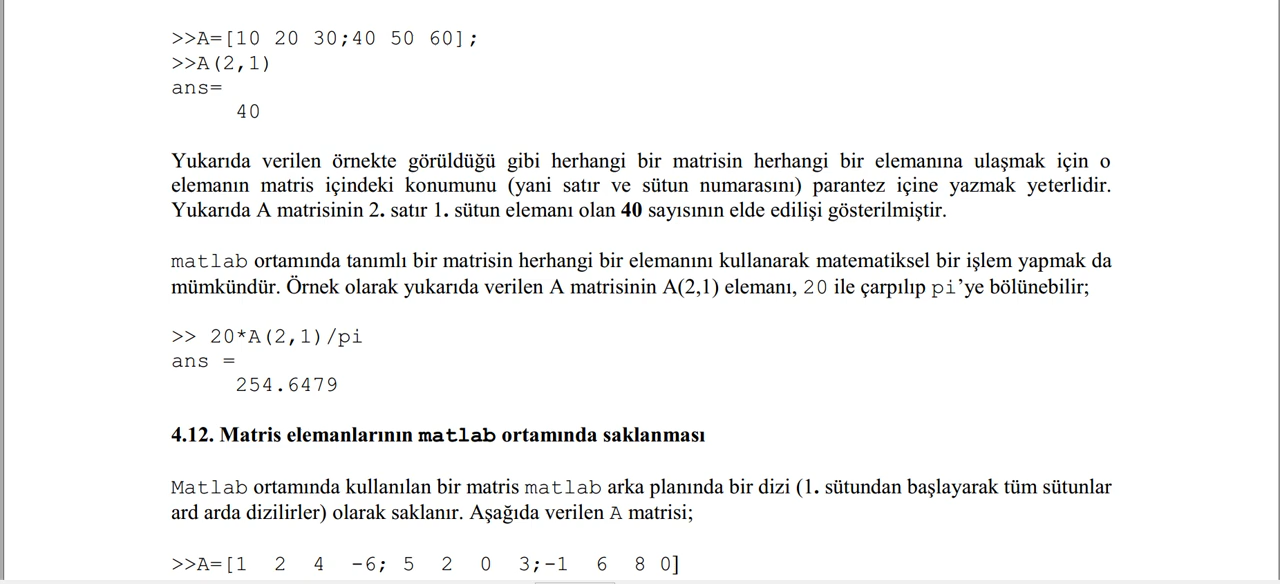 >>A=[10 20 30;40 50 60];
>>A(2,1)
ans=
40
Yukarıda verilen örnekte görüldüğü gibi herhangi bir matrisin herhangi bir elemanına ulaşmak için o
elemanın matris içindeki konumunu (yani satır ve sütun numarasını) parantez içine yazmak yeterlidir.
Yukarıda A matrisinin 2. satır 1. sütun elemanı olan 40 sayısının elde edilişi gösterilmiştir.
matlab ortamında tanımlı bir matrisin herhangi bir elemanını kullanarak matematiksel bir işlem yapmak da
mümkündür. Örnek olarak yukarıda verilen A matrisinin A(2,1) elemanı, 20 ile çarpılıp pi’ye bölünebilir;
>> 20*A(2,1)/pi
ans =
254.6479
4.12. Matris elemanlarının matlab ortamında saklanması
Matlab ortamında kullanılan bir matris matlab arka planında bir dizi (1. sütundan başlayarak tüm sütunlar
ard arda dizilirler) olarak saklanır. Aşağıda verilen A matrisi;
>>A=[1 2 4 -6; 5 2 0 3;-1 6 8 0]